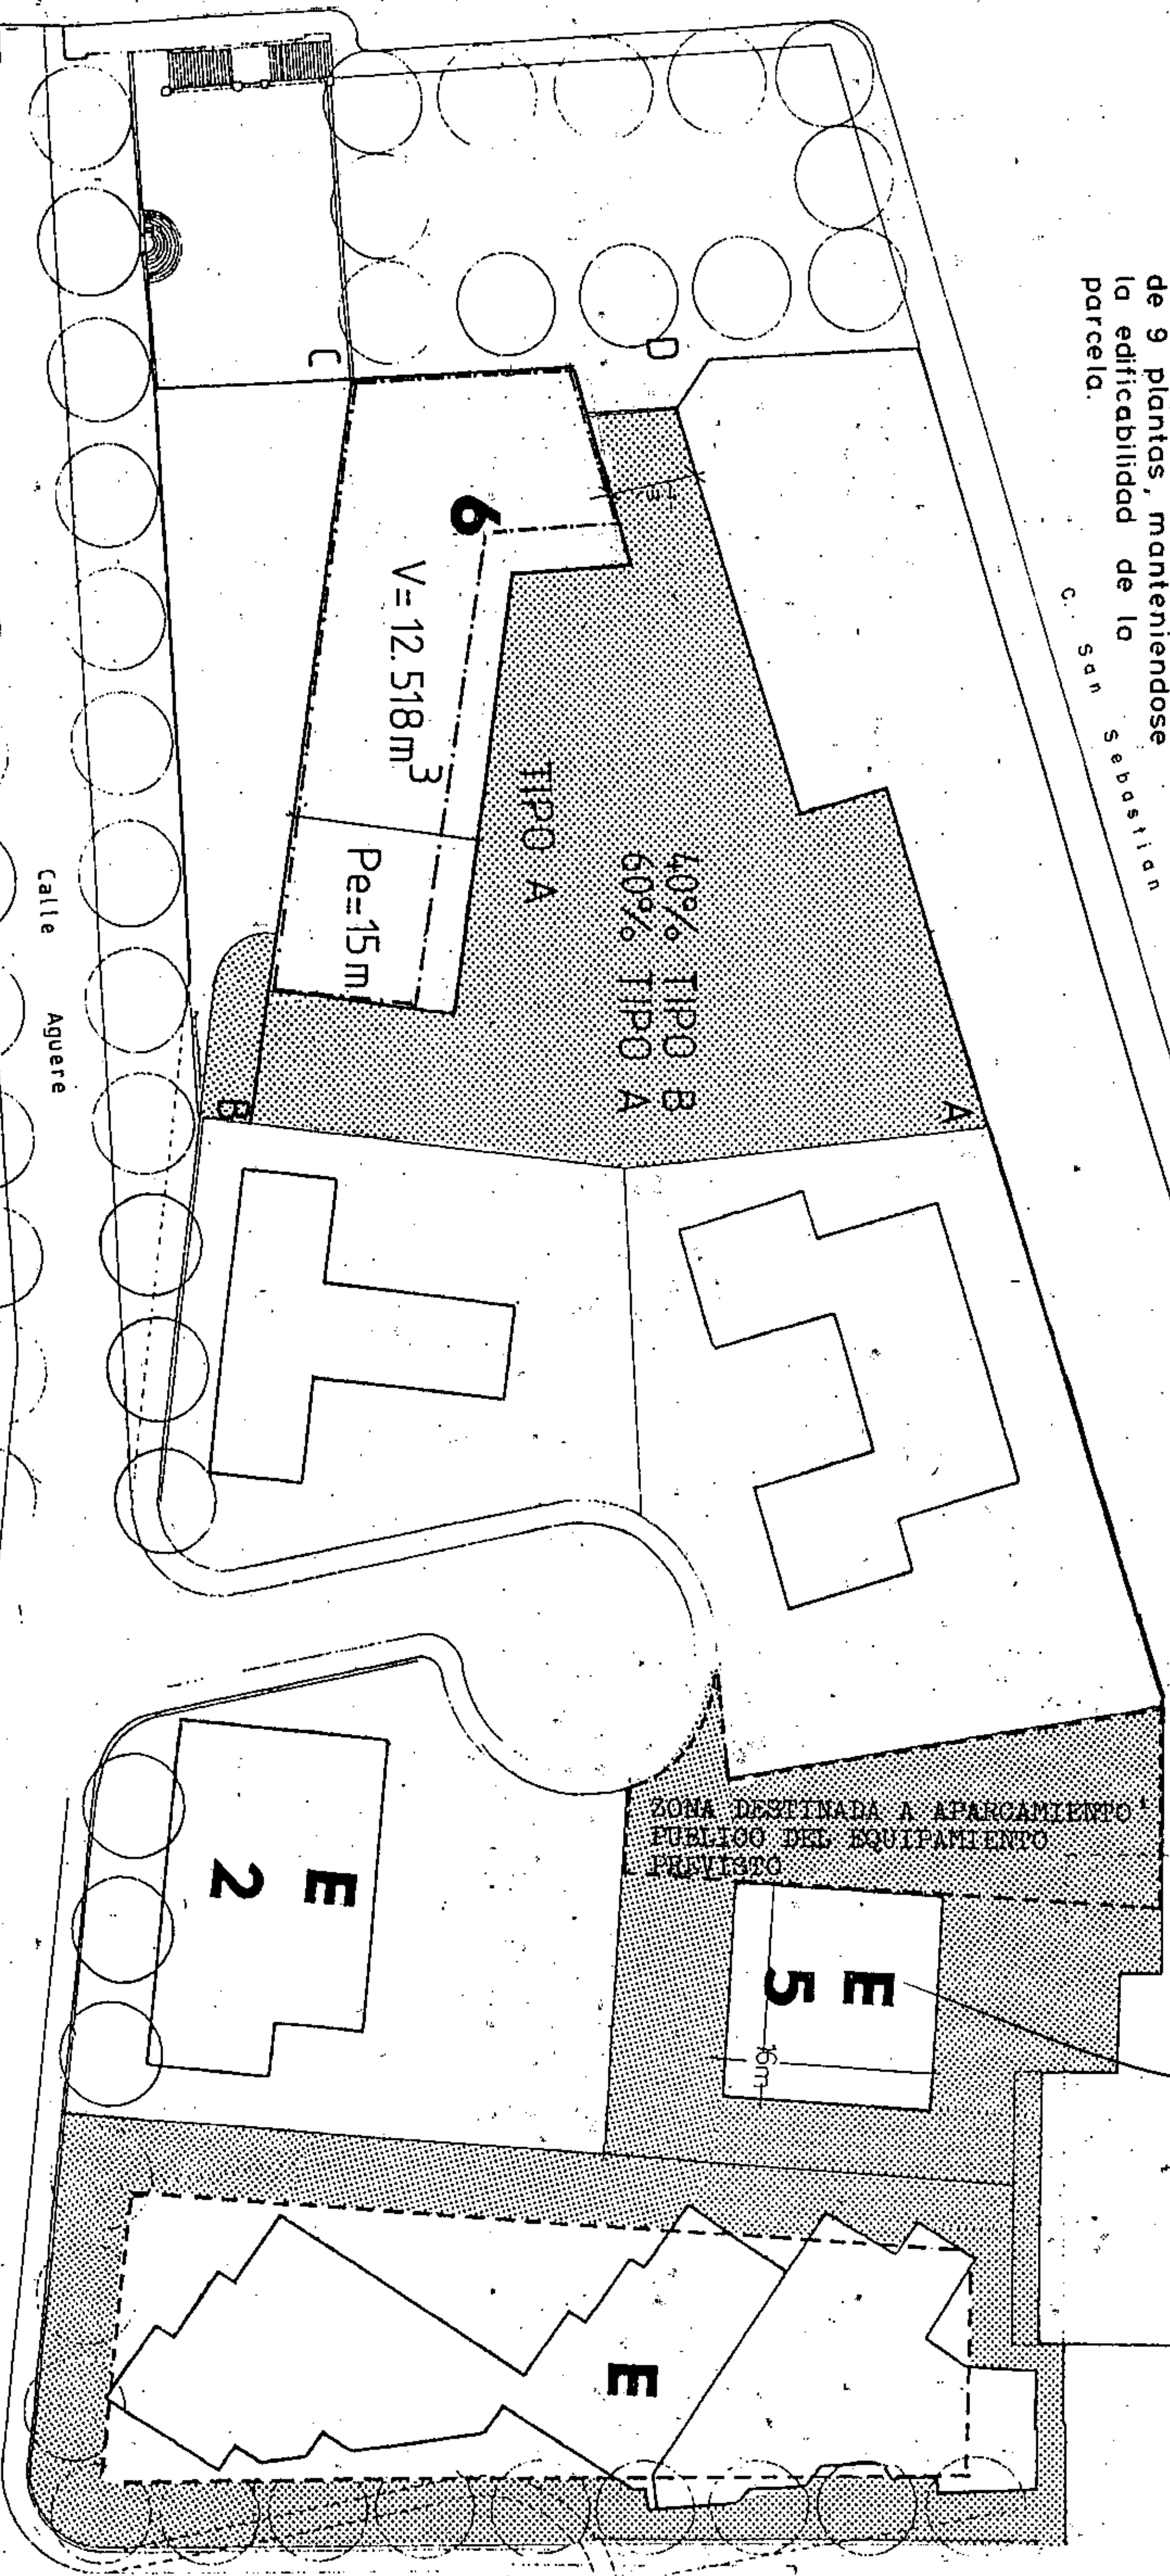 de 9 plantas, manteniendose
la edificabilidad de la
parcela.
C. San Sebastian
D
C
6
V= 12.518m³
Pe=15m
TIPO A
40% TIPO B
60% TIPO A
A
B
Calle Aguere
ZONA DESTINADA A APARCAMIENTO
PUBLICO DEL EQUIPAMIENTO
PREVISTO
E
2
E
5
16m
E